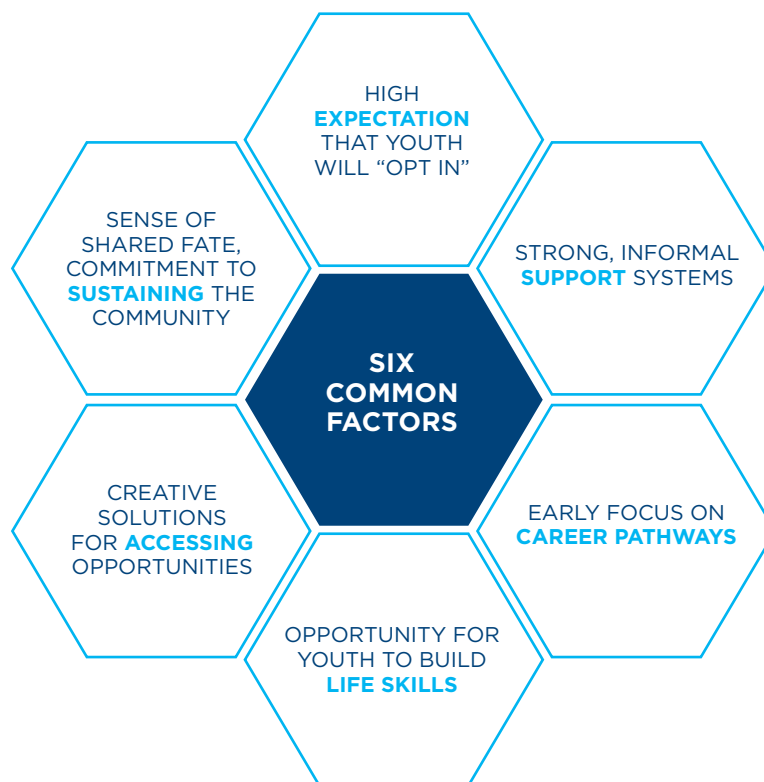 HIGH
EXPECTATION
THAT YOUTH
WILL “OPT IN”
STRONG, INFORMAL
SUPPORT SYSTEMS
EARLY FOCUS ON
CAREER PATHWAYS
OPPORTUNITY FOR
YOUTH TO BUILD
LIFE SKILLS
CREATIVE
SOLUTIONS
FOR ACCESSING
OPPORTUNITIES
SENSE OF
SHARED FATE,
COMMITMENT TO
SUSTAINING THE
COMMUNITY
SIX
COMMON
FACTORS